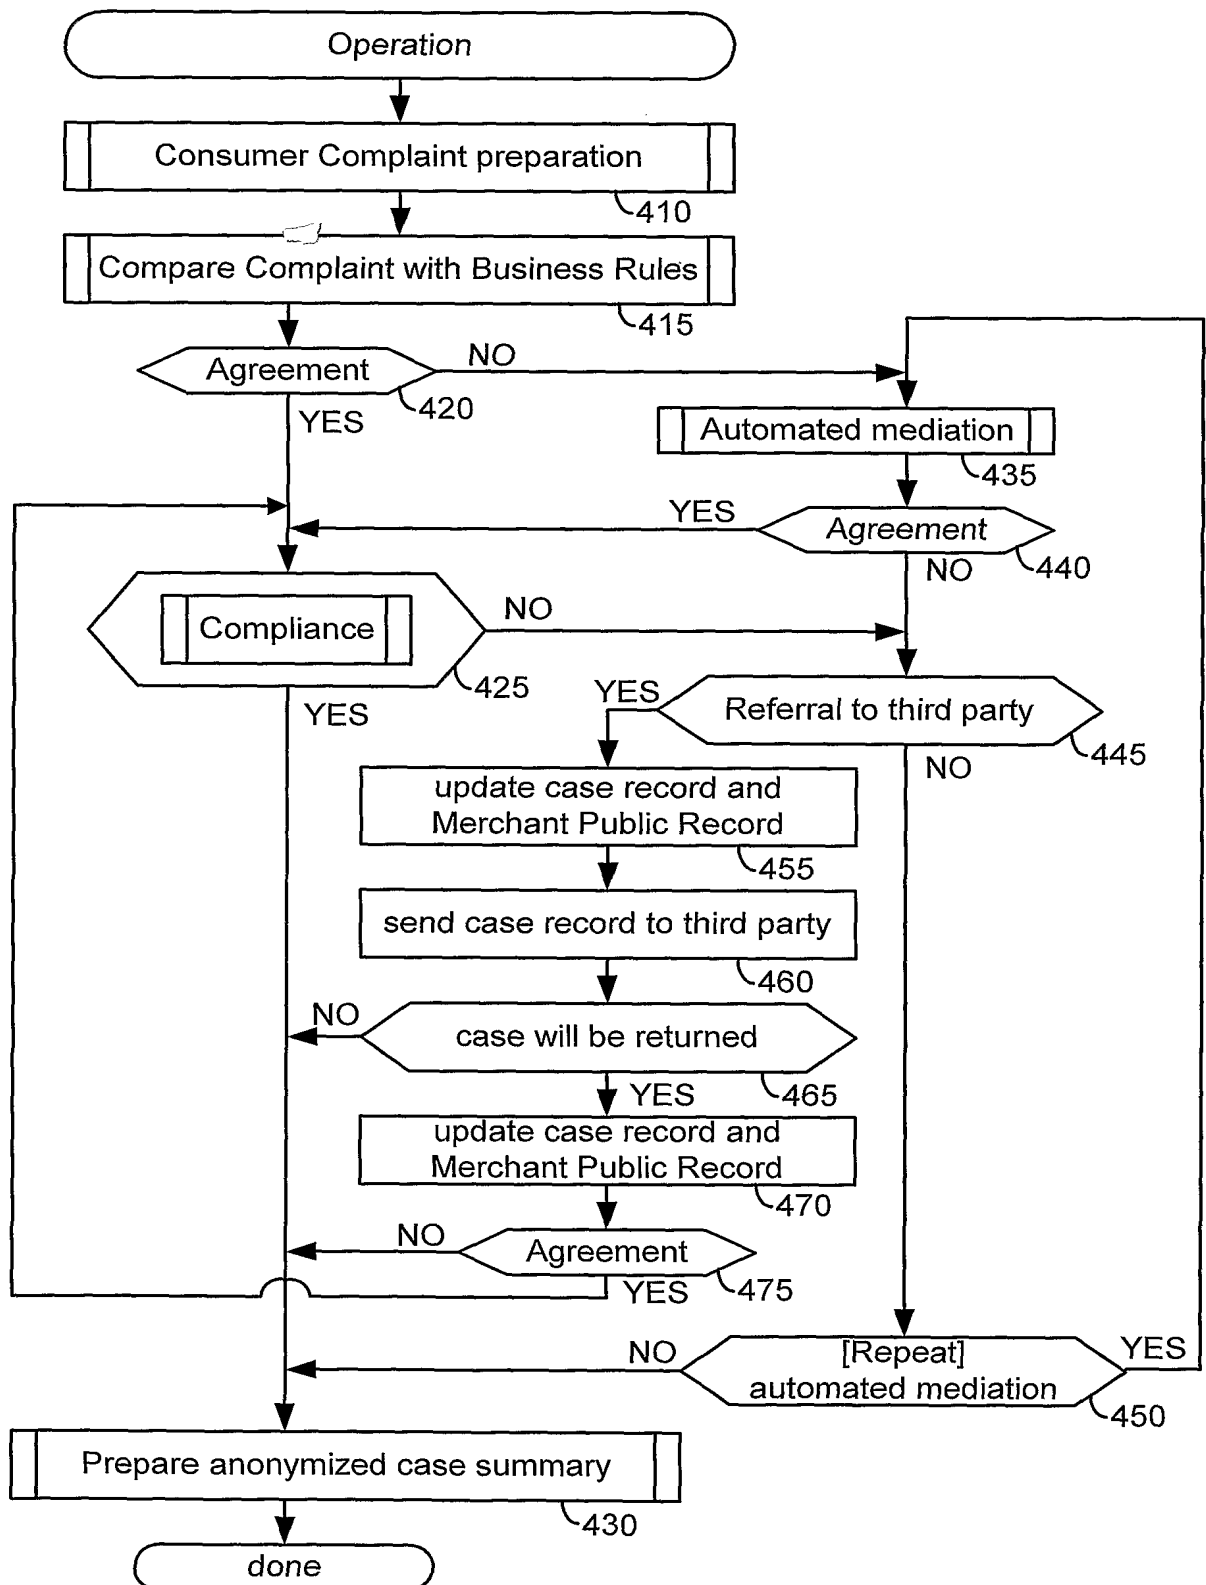 Operation
Consumer Complaint preparation
410
Compare Complaint with Business Rules
415
Agreement
NO
420
YES
Automated mediation
435
YES
Agreement
440
NO
Compliance
NO
425
YES
YES
Referral to third party
445
NO
update case record and
Merchant Public Record
455
send case record to third party
460
NO
case will be returned
465
YES
update case record and
Merchant Public Record
470
NO
Agreement
475
YES
NO
[Repeat]
automated mediation
YES
450
Prepare anonymized case summary
430
done